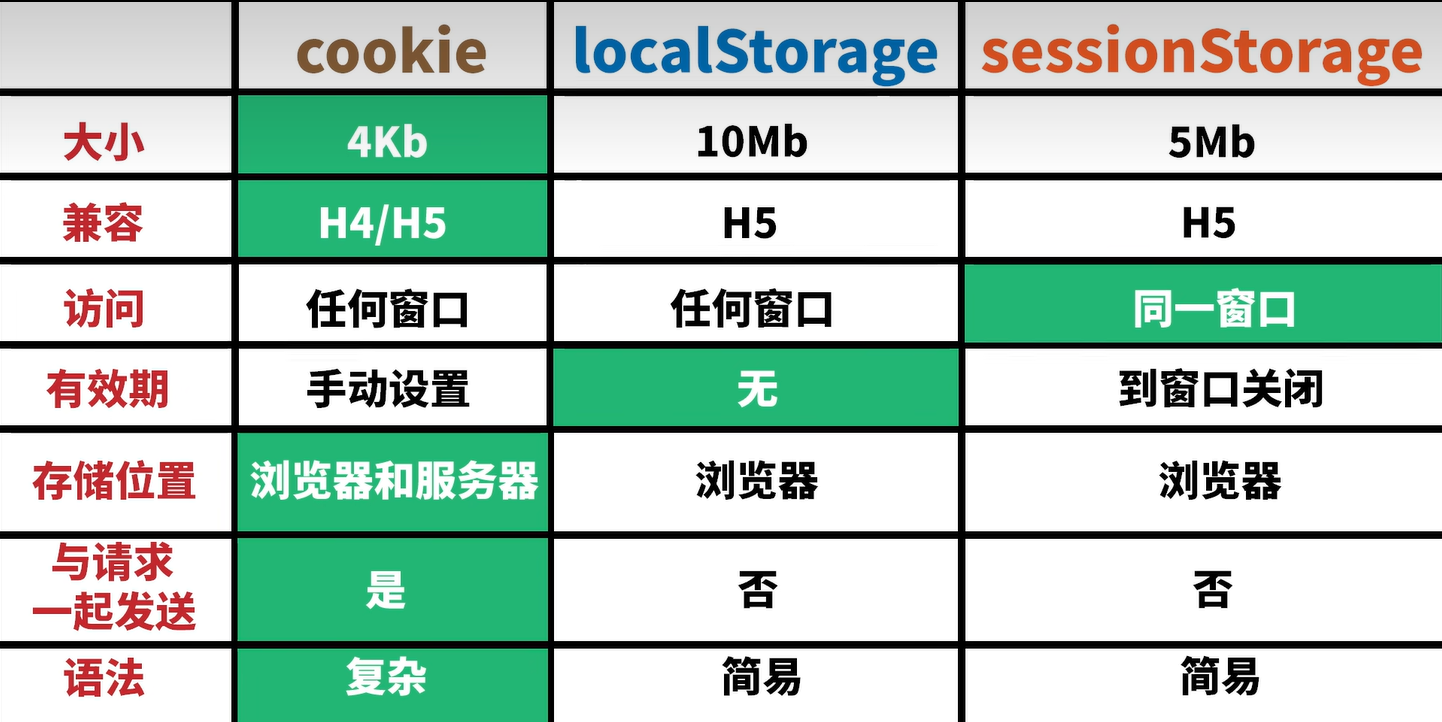 cookie localStorage sessionStorage
大小 4Kb 10Mb 5Mb
兼容 H4/H5 H5 H5
访问 任何窗口 任何窗口 同一窗口
有效期 手动设置 无 到窗口关闭
存储位置 浏览器和服务器 浏览器 浏览器
与请求
一起发送 是 否 否
语法 复杂 简易 简易